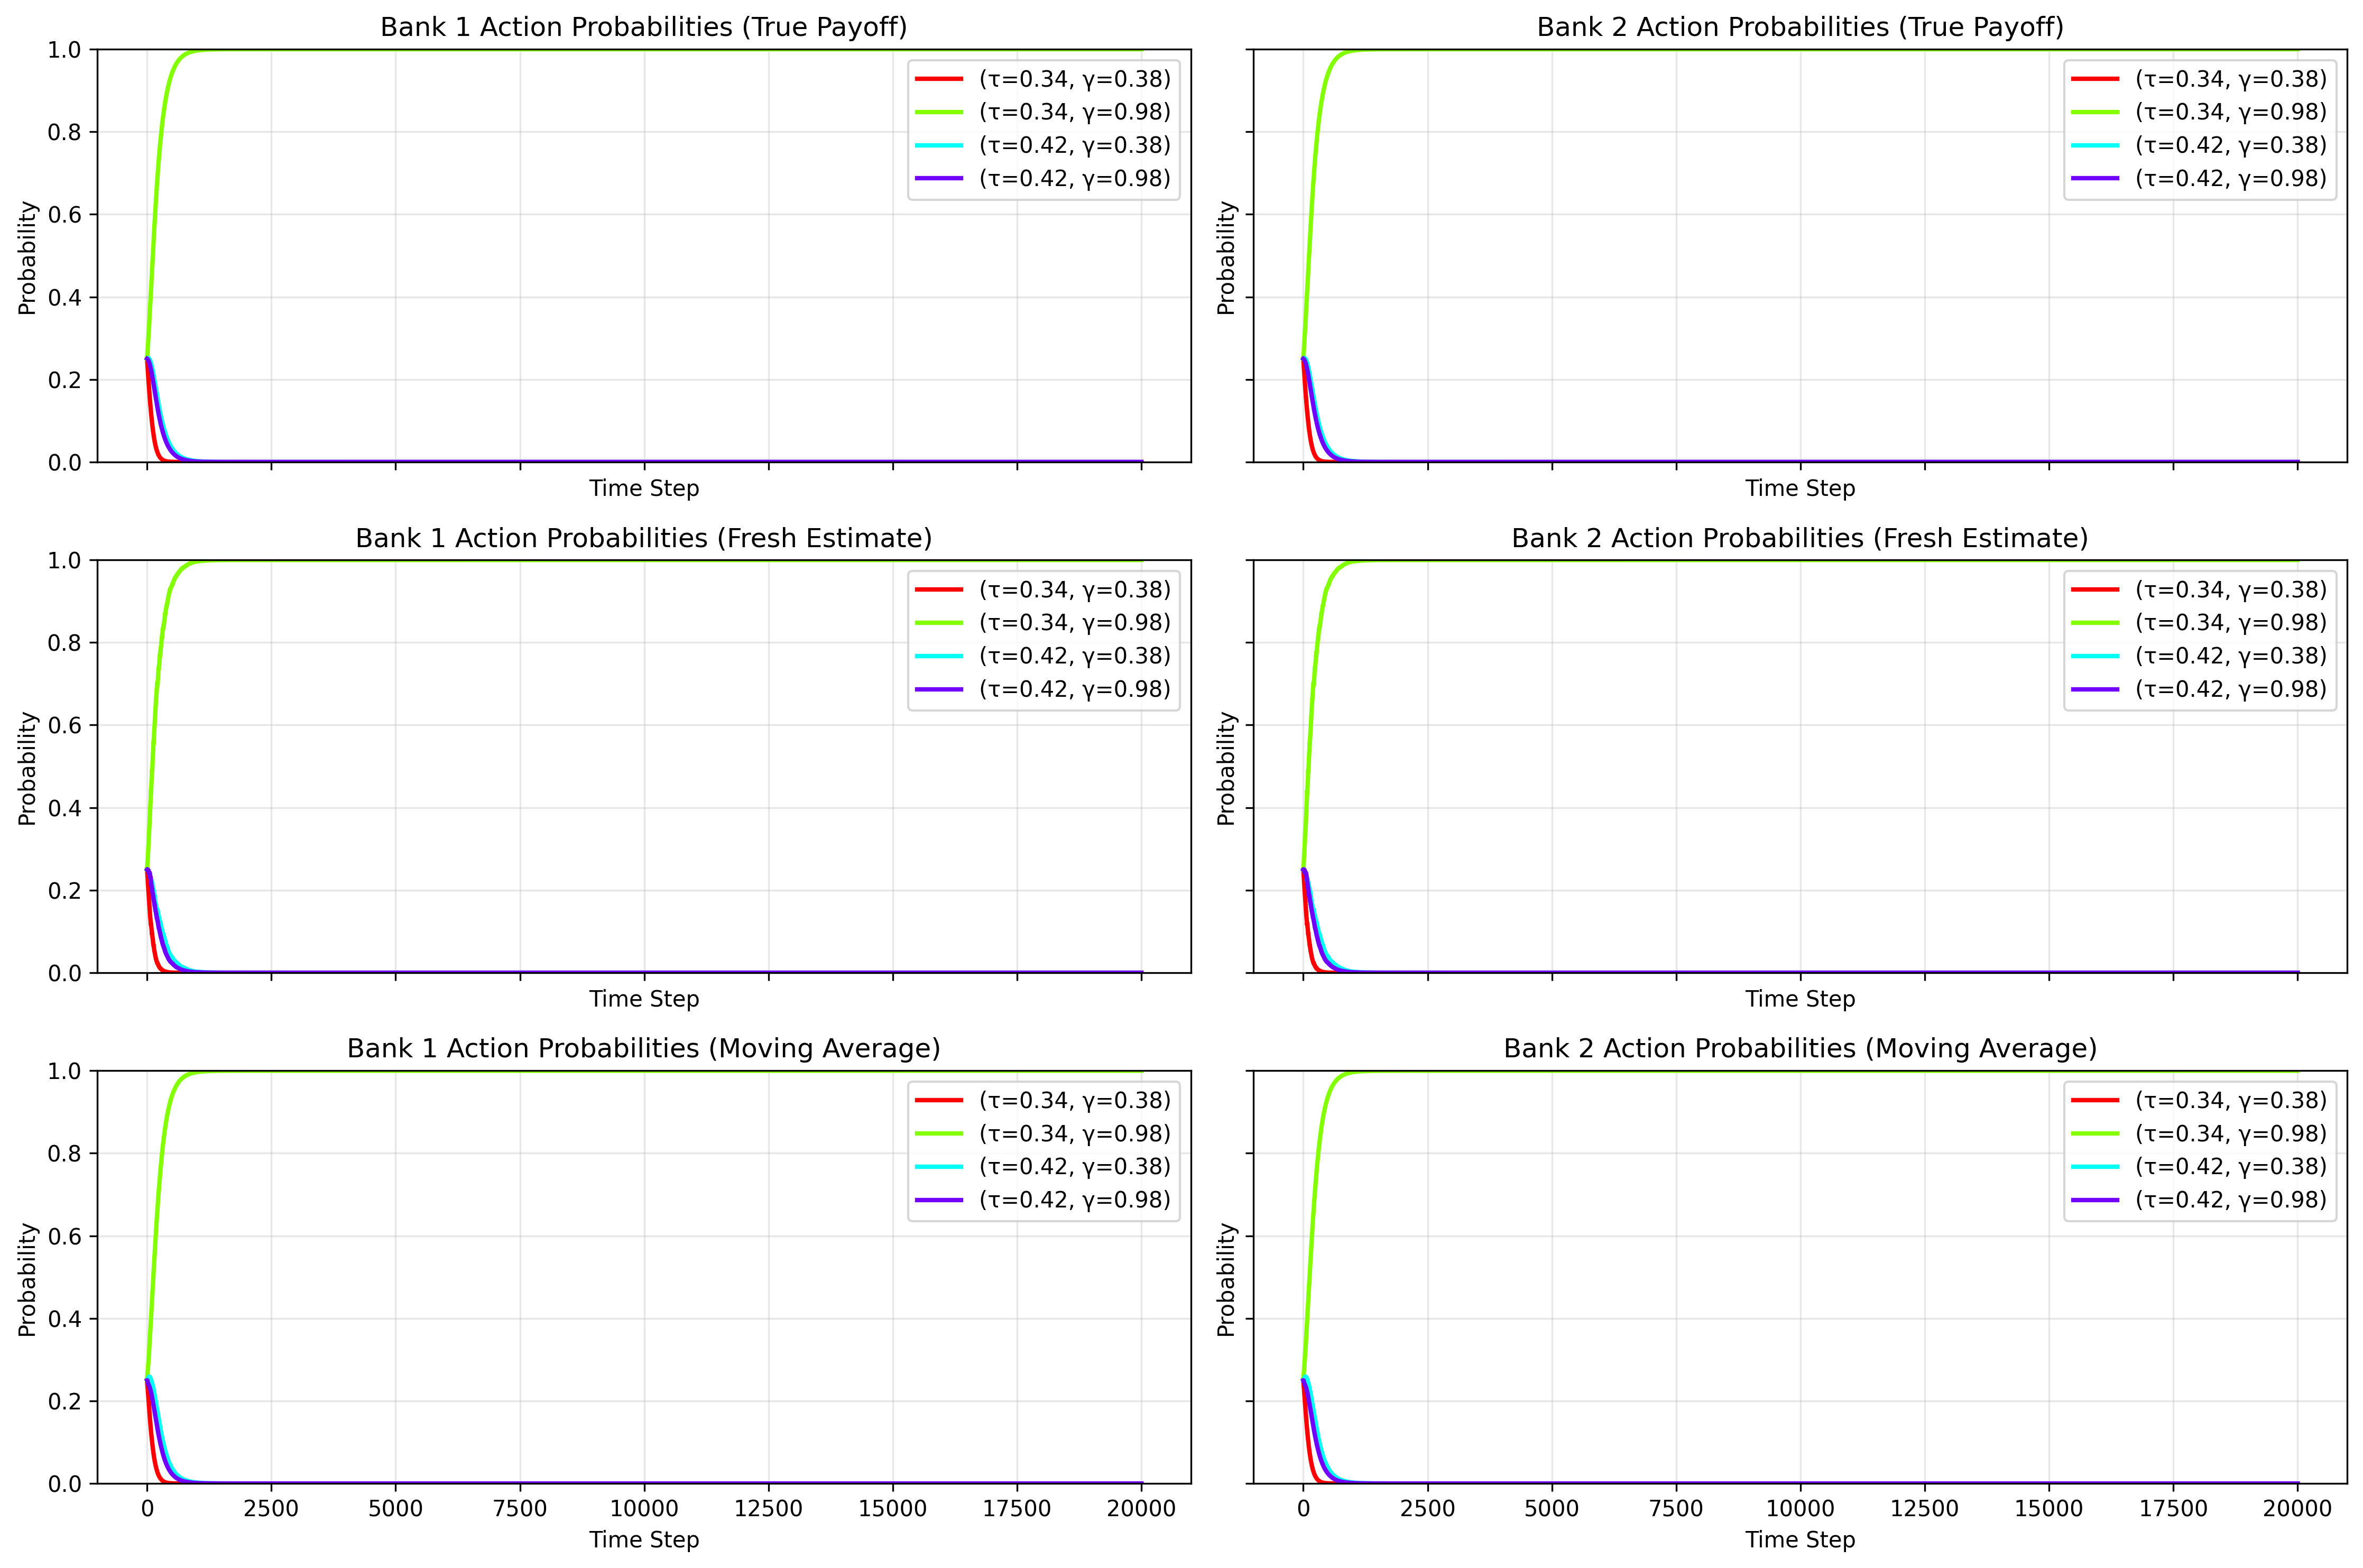 Bank 1 Action Probabilities (True Payoff)
Probability
1.0
0.8
0.6
0.4
0.2
0.0
(τ=0.34, γ=0.38)
(τ=0.34, γ=0.98)
(τ=0.42, γ=0.38)
(τ=0.42, γ=0.98)
Time Step
Bank 2 Action Probabilities (True Payoff)
Probability
(τ=0.34, γ=0.38)
(τ=0.34, γ=0.98)
(τ=0.42, γ=0.38)
(τ=0.42, γ=0.98)
Time Step
Bank 1 Action Probabilities (Fresh Estimate)
Probability
1.0
0.8
0.6
0.4
0.2
0.0
(τ=0.34, γ=0.38)
(τ=0.34, γ=0.98)
(τ=0.42, γ=0.38)
(τ=0.42, γ=0.98)
Time Step
Bank 2 Action Probabilities (Fresh Estimate)
Probability
(τ=0.34, γ=0.38)
(τ=0.34, γ=0.98)
(τ=0.42, γ=0.38)
(τ=0.42, γ=0.98)
Time Step
Bank 1 Action Probabilities (Moving Average)
Probability
1.0
0.8
0.6
0.4
0.2
0.0
(τ=0.34, γ=0.38)
(τ=0.34, γ=0.98)
(τ=0.42, γ=0.38)
(τ=0.42, γ=0.98)
0 2500 5000 7500 10000 12500 15000 17500 20000
Time Step
Bank 2 Action Probabilities (Moving Average)
Probability
(τ=0.34, γ=0.38)
(τ=0.34, γ=0.98)
(τ=0.42, γ=0.38)
(τ=0.42, γ=0.98)
0 2500 5000 7500 10000 12500 15000 17500 20000
Time Step